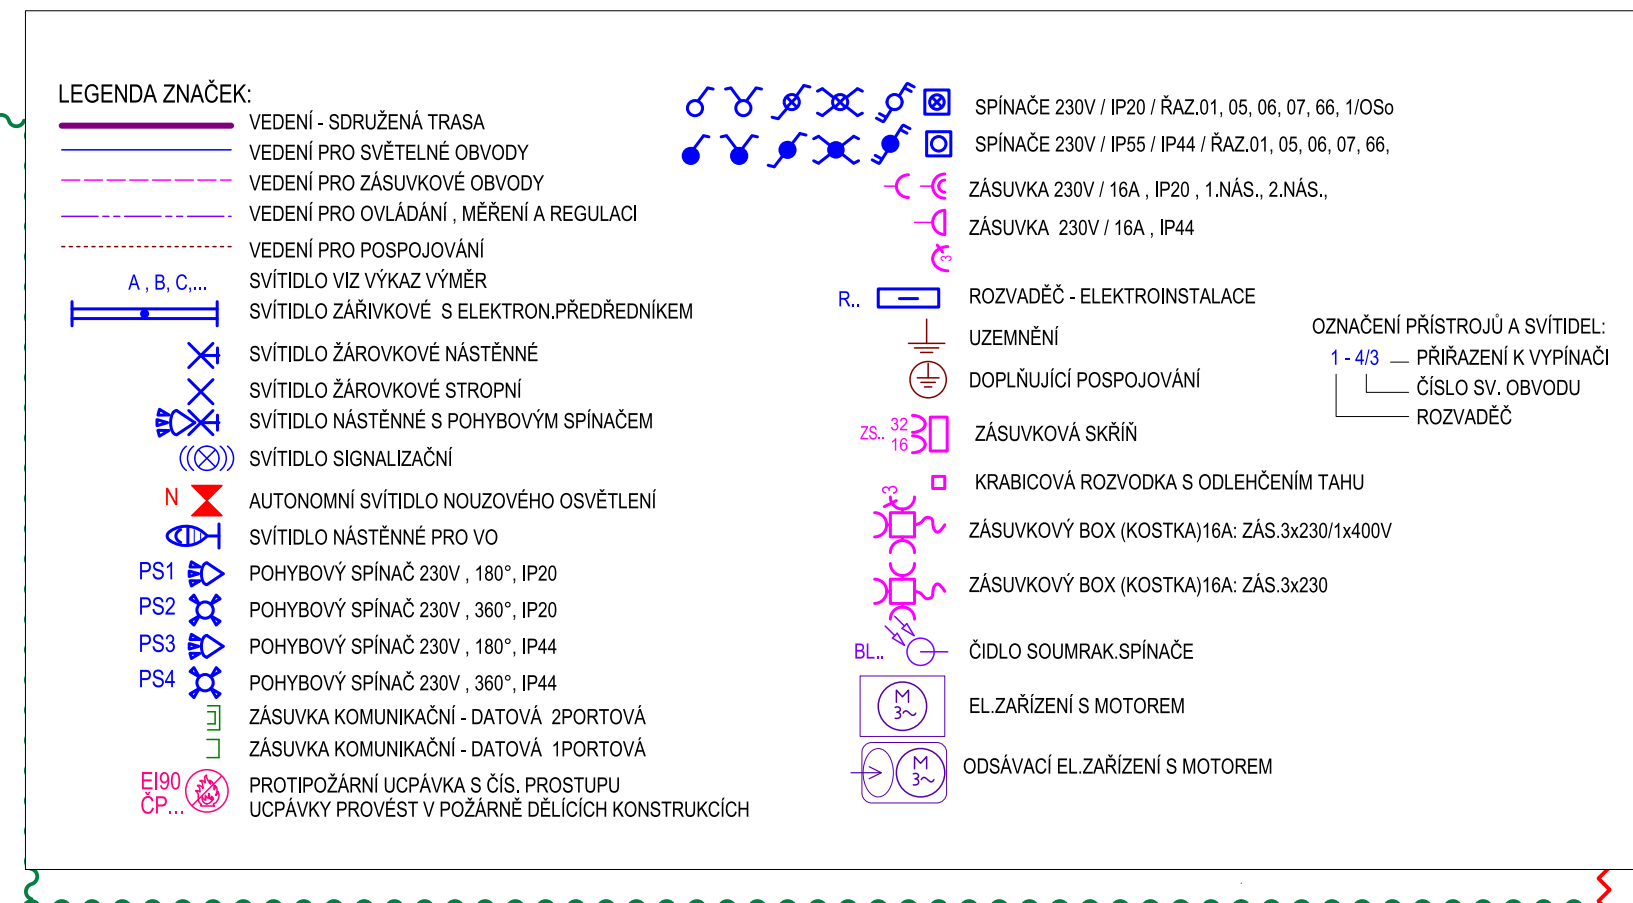 LEGENDA ZNAČEK:
VEDENÍ - SDRUŽENÁ TRASA
VEDENÍ PRO SVĚTELNÉ OBVODY
VEDENÍ PRO ZÁSUVKOVÉ OBVODY
VEDENÍ PRO OVLÁDÁNÍ , MĚŘENÍ A REGULACI
VEDENÍ PRO POSPOJOVÁNÍ
A , B, C,... SVÍTIDLO VIZ VÝKAZ VÝMĚR
SVÍTIDLO ZÁŘIVKOVÉ S ELEKTRON.PŘEDŘEDNÍKEM
SVÍTIDLO ŽÁROVKOVÉ NÁSTĚNNÉ
SVÍTIDLO ŽÁROVKOVÉ STROPNÍ
SVÍTIDLO NÁSTĚNNÉ S POHYBOVÝM SPÍNAČEM
SVÍTIDLO SIGNALIZAČNÍ
N AUTONOMNÍ SVÍTIDLO NOUZOVÉHO OSVĚTLENÍ
SVÍTIDLO NÁSTĚNNÉ PRO VO
PS1 POHYBOVÝ SPÍNAČ 230V , 180°, IP20
PS2 POHYBOVÝ SPÍNAČ 230V , 360°, IP20
PS3 POHYBOVÝ SPÍNAČ 230V , 180°, IP44
PS4 POHYBOVÝ SPÍNAČ 230V , 360°, IP44
ZÁSUVKA KOMUNIKAČNÍ - DATOVÁ 2PORTOVÁ
ZÁSUVKA KOMUNIKAČNÍ - DATOVÁ 1PORTOVÁ
EI90 PROTIPOŽÁRNÍ UCPÁVKA S ČÍS. PROSTUPU
ČP... UCPÁVKY PROVÉST V POŽÁRNĚ DĚLÍCÍCH KONSTRUKCÍCH
SPÍNAČE 230V / IP20 / ŘAZ.01, 05, 06, 07, 66, 1/OSo
SPÍNAČE 230V / IP55 / IP44 / ŘAZ.01, 05, 06, 07, 66,
ZÁSUVKA 230V / 16A , IP20 , 1.NÁS., 2.NÁS.,
ZÁSUVKA 230V / 16A , IP44
3
R.. ROZVADĚČ - ELEKTROINSTALACE
UZEMNĚNÍ
DOPLŇUJÍCÍ POSPOJOVÁNÍ
ZS.. 32 16 ZÁSUVKOVÁ SKŘÍŇ
KRABICOVÁ ROZVODKA S ODLEHČENÍM TAHU
3
ZÁSUVKOVÝ BOX (KOSTKA)16A: ZÁS.3x230/1x400V
ZÁSUVKOVÝ BOX (KOSTKA)16A: ZÁS.3x230
BL.. ČIDLO SOUMRAK.SPÍNAČE
M 3~ EL.ZAŘÍZENÍ S MOTOREM
M 3~ ODSÁVACÍ EL.ZAŘÍZENÍ S MOTOREM
OZNAČENÍ PŘÍSTROJŮ A SVÍTIDEL:
1 - 4/3 PŘIŘAZENÍ K VYPÍNAČI
ČÍSLO SV. OBVODU
ROZVADĚČ